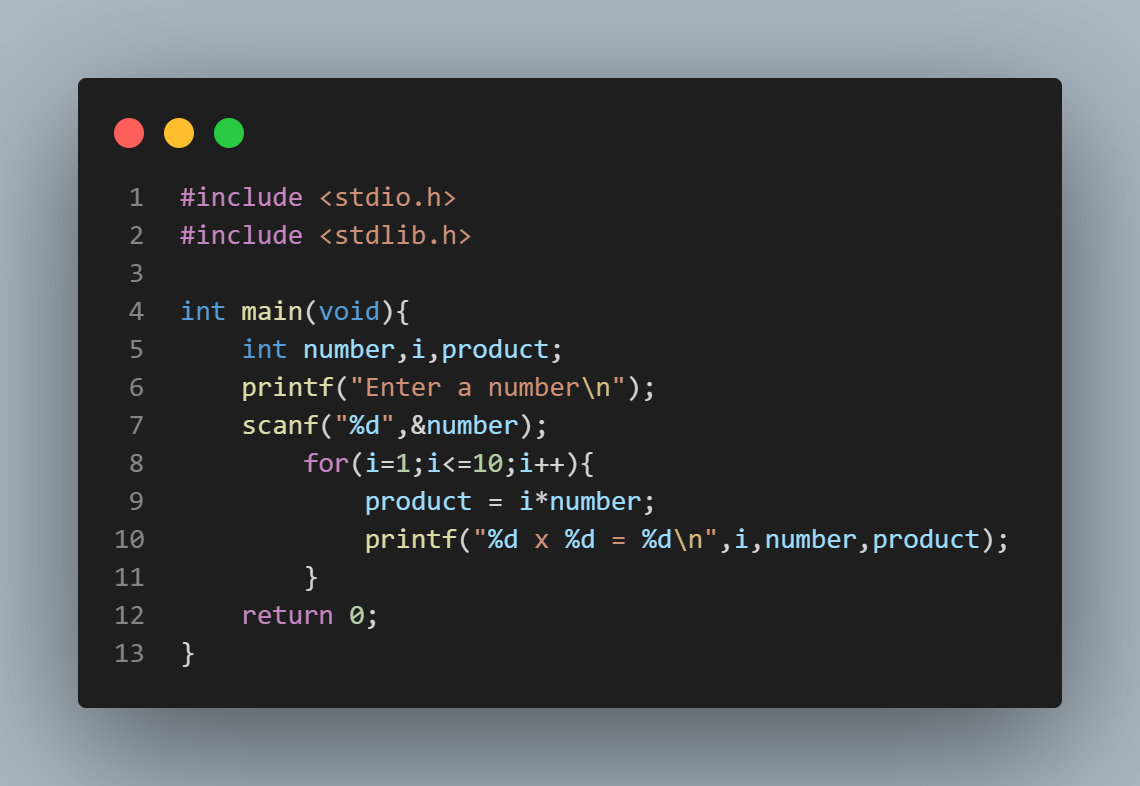 1 #include <stdio.h>
2 #include <stdlib.h>
3
4 int main(void){
5     int number,i,product;
6     printf("Enter a number\n");
7     scanf("%d",&number);
8         for(i=1;i<=10;i++){
9             product = i*number;
10             printf("%d x %d = %d\n",i,number,product);
11         }
12     return 0;
13 }